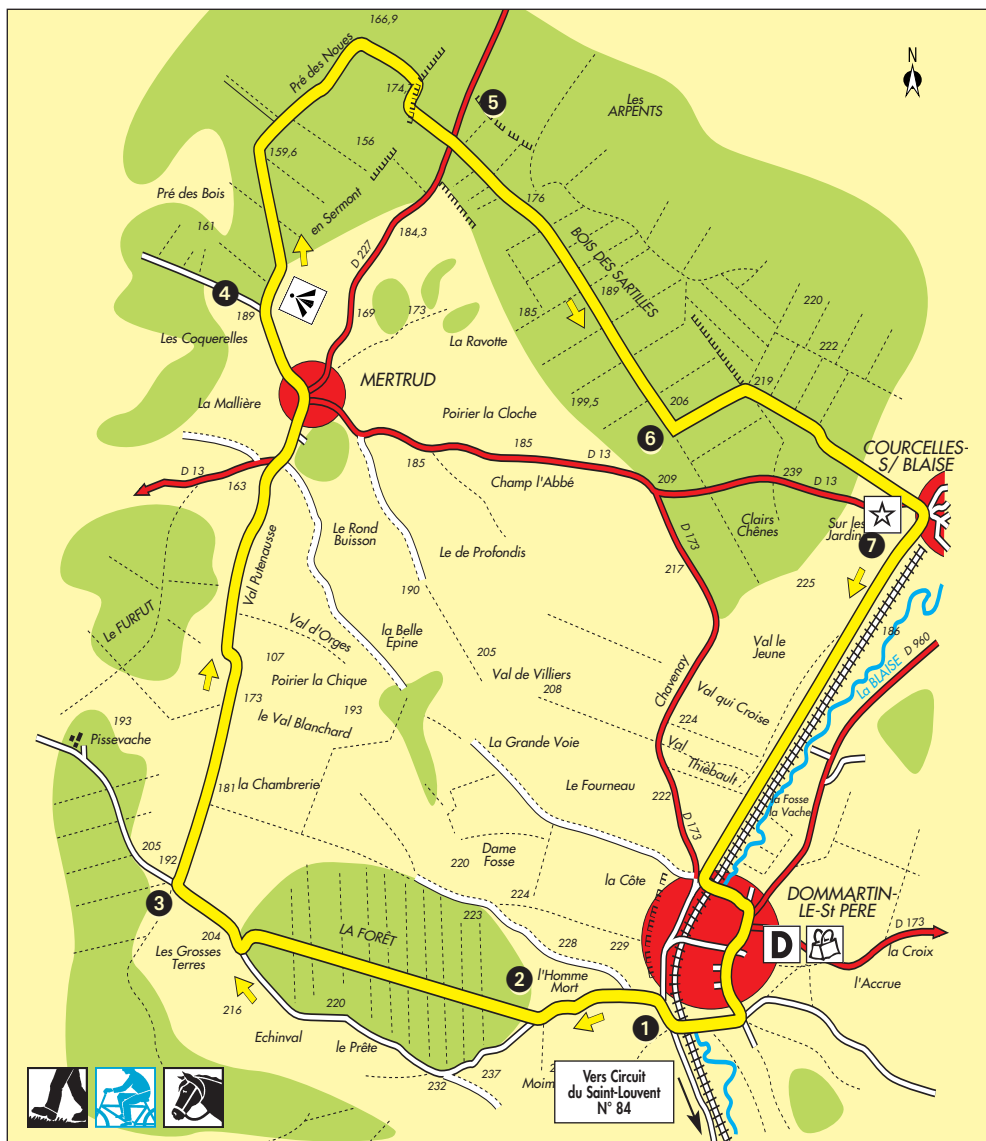 166,9
N
Pré des Noues
174,
5
Les
ARPENTS
156
159,6
Pré des Bois
en Sermont
176
161
184,3
D 227
BOIS DES SARTILLES
4
189
189
220
169
173
185
Les Coquerelles
La Ravotte
222
MERTRUD
219
La Mallière
Poirier la Cloche
199,5
206
6
COURCELLES-
S/ BLAISE
185
D 13
185
Champ l'Abbé
209
239
D 13
D 13
163
Le Rond
Buisson
Le de Profondis
Clairs
Chênes
Sur les
Jardins
7
Val Putenausse
D 173
217
190
225
Le FURFUT
Val d'Orges
la Belle
Epine
Val le
Jeune
186
D 960
La BLAISE
107
Poirier la Chique
205
Val de Villiers
208
Chavenay
Val qui Croise
173
le Val Blanchard
193
193
Pissevache
224
Val
Thiébault
La Grande Voie
181
la Chambrerie
Le Fourneau
222
la Fosse
la Vache
D 173
205
192
220
Dame
Fosse
la Côte
3
224
DOMMARTIN-
LE-St PERE
204
Les Grosses
Terres
LA FORÊT
223
228
229
D
D 173
la Croix
2
l'Homme
Mort
l'Accrue
216
220
1
Echinval
le Prête
232
237
Moim
Vers Circuit
du Saint-Louvent
N° 84